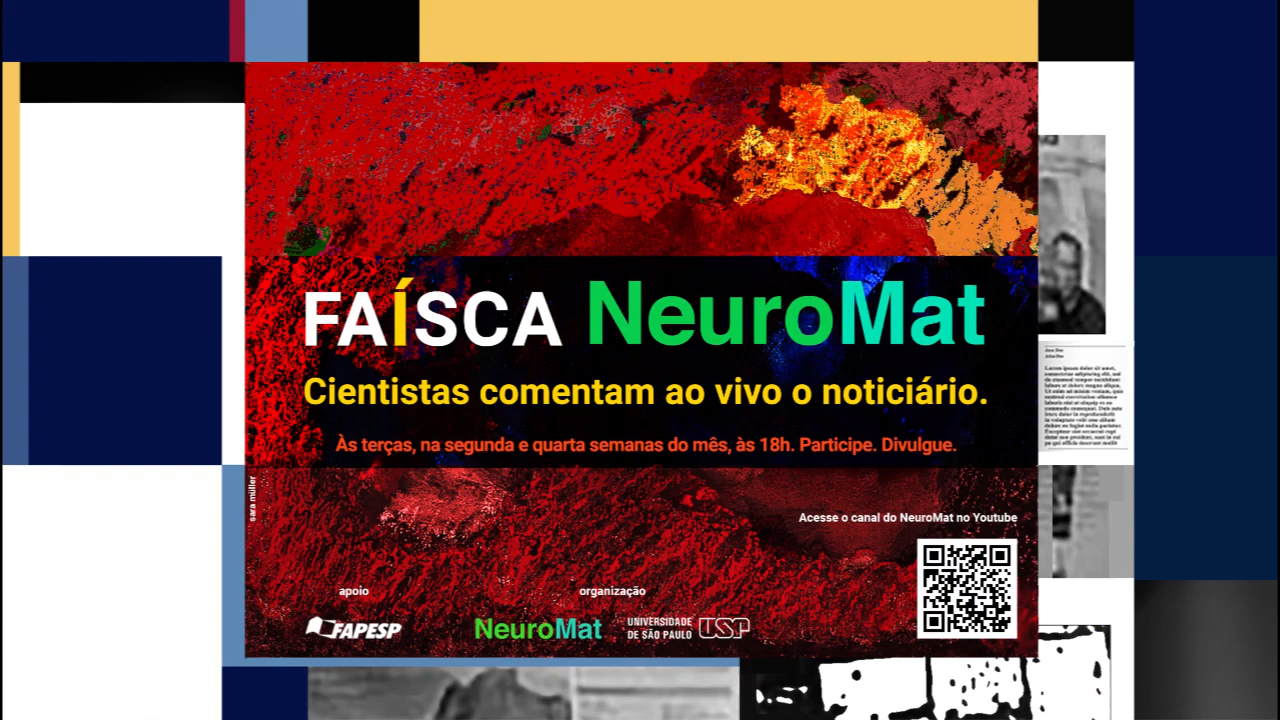 FAÍSCA NeuroMat
Cientistas comentam ao vivo o noticiário.
Às terças, na segunda e quarta semanas do mês, às 18h. Participe. Divulgue.
sara müller
Acesse o canal do NeuroMat no Youtube
apoio
organização
FAPESP
NeuroMat
UNIVERSIDADE
DE SÃO PAULO
USP